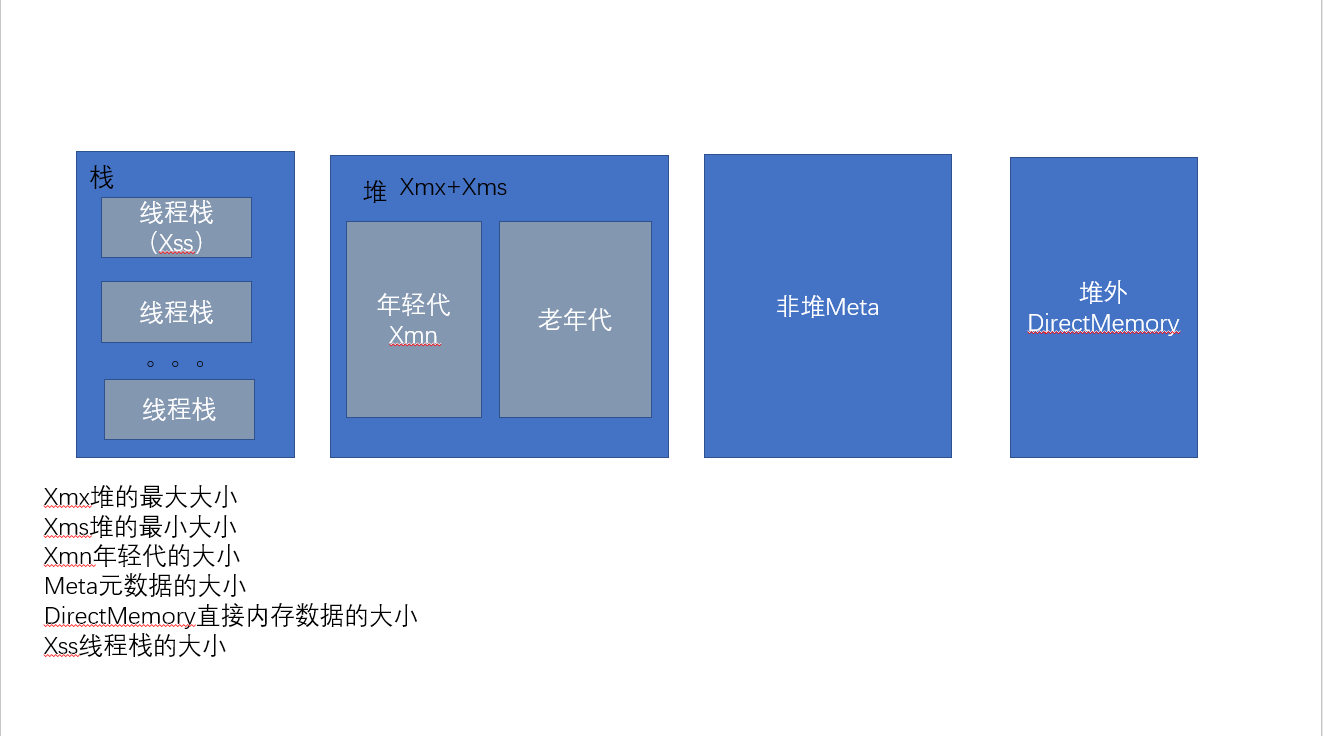 栈
线程栈
（Xss）
线程栈
。。。
线程栈
堆 Xmx+Xms
年轻代
Xmn
老年代
非堆Meta
堆外
DirectMemory
Xmx堆的最大大小
Xms堆的最小大小
Xmn年轻代的大小
Meta元数据的大小
DirectMemory直接内存数据的大小
Xss线程栈的大小